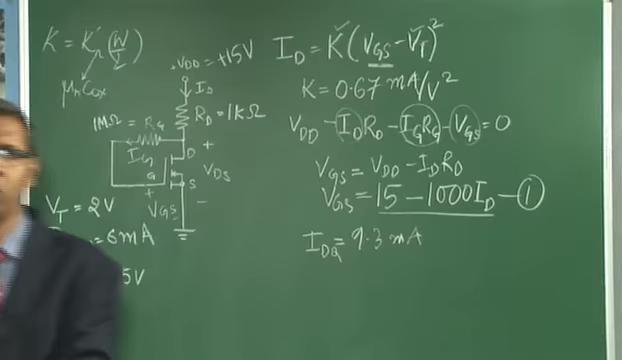 K = K'n (W/L)
μnCox
+VDD = +15V
ID
1MΩ = RG
RD = 1KΩ
IG
D
+
G
VDS
S
+
VGS
-
-
VT = 2V
= 6mA
5V
ID = K (VGS - VT)²
K = 0.67 mA/V²
VDD - IDRD - IGRG - VGS = 0
VGS = VDD - IDRD
VGS = 15 - 1000ID - ①
IDQ = 9.3 mA